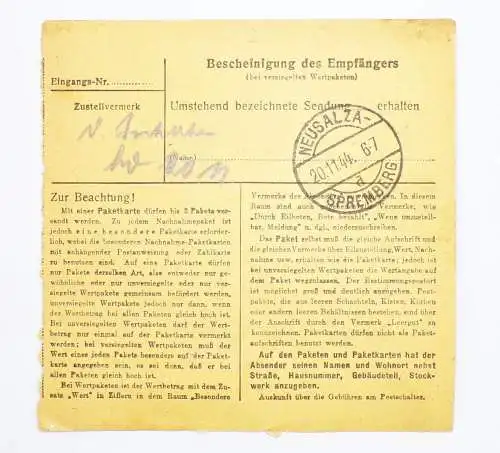 Bescheinigung des Empfängers
(bei versiegelten Wertpaketen)
Eingangs-Nr. ............
Zustellvermerk
Umstehend bezeichnete Sendung erhalten
(Name)
NEUSALZA-
20.11.44. 6-7
a
SPREMBERG
Zur Beachtung!
Mit einer Paketkarte dürfen bis 3 Pakete ver-
sandt werden. Zu jedem Nachnahmepaket ist
jedoch eine besondere Paketkarte erforder-
lich, wobei die besonderen Nachnahme-Paketkarten
mit anhängender Postanweisung oder Zahlkarte
zu benutzen sind. Auf eine Paketkarte dürfen
nur Pakete derselben Art, also entweder nur ge-
wöhnliche oder nur unversiegelte oder nur ver-
siegelte Wertpakete gemeinsam befördert werden,
unversiegelte Wertpakete jedoch nur dann, wenn
der Wertbetrag bei allen Paketen gleich hoch ist.
Bei unversiegelten Wertpaketen darf der Wert-
betrag nur einmal auf der Paketkarte vermerkt
werden; bei versiegelten Wertpaketen muß der
Wert eines jeden Pakets besonders auf der Paket-
karte angegeben sein, es sei denn, daß er bei
allen Paketen gleich hoch ist.
Bei Wertpaketen ist der Wertbetrag mit dem Zu-
satz „Wert" in Ziffern in dem Raum „Besondere
Vermerke des Absenders" In diesem
Raum sind auch Vermerke, wie
„Durch Eilboten, Bote bezahlt", „Wenn unzustell-
bar, Meldung" u. dgl., niederzuschreiben.
Das Paket selbst muß die gleiche Aufschrift und
die gleichen Vermerke über Eilzustellung, Wert, Nach-
nahme usw. erhalten wie die Paketkarte; jedoch ist
bei unversiegelten Wertpaketen die Wertangabe auf
dem Paket wegzulassen. Der Bestimmungsort ist
möglichst groß und deutlich anzugeben. Post-
pakete, die aus leeren Schachteln, Kisten, Körben
oder anderen leeren Behältnissen bestehen, sind über
der Anschrift durch den Vermerk „Leergut" zu
kennzeichnen. Paketkarten dürfen nicht als Paket-
aufschriften benutzt werden.
Auf den Paketen und Paketkarten hat der
Absender seinen Namen und Wohnort nebst
Straße, Hausnummer, Gebäudeteil, Stock-
werk anzugeben.
Auskunft über die Gebühren am Postschalter.